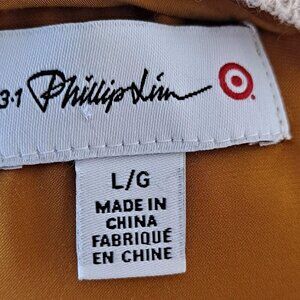 3.1 Phillip Lim
L/G
MADE IN
CHINA
FABRIQUÉ
EN CHINE